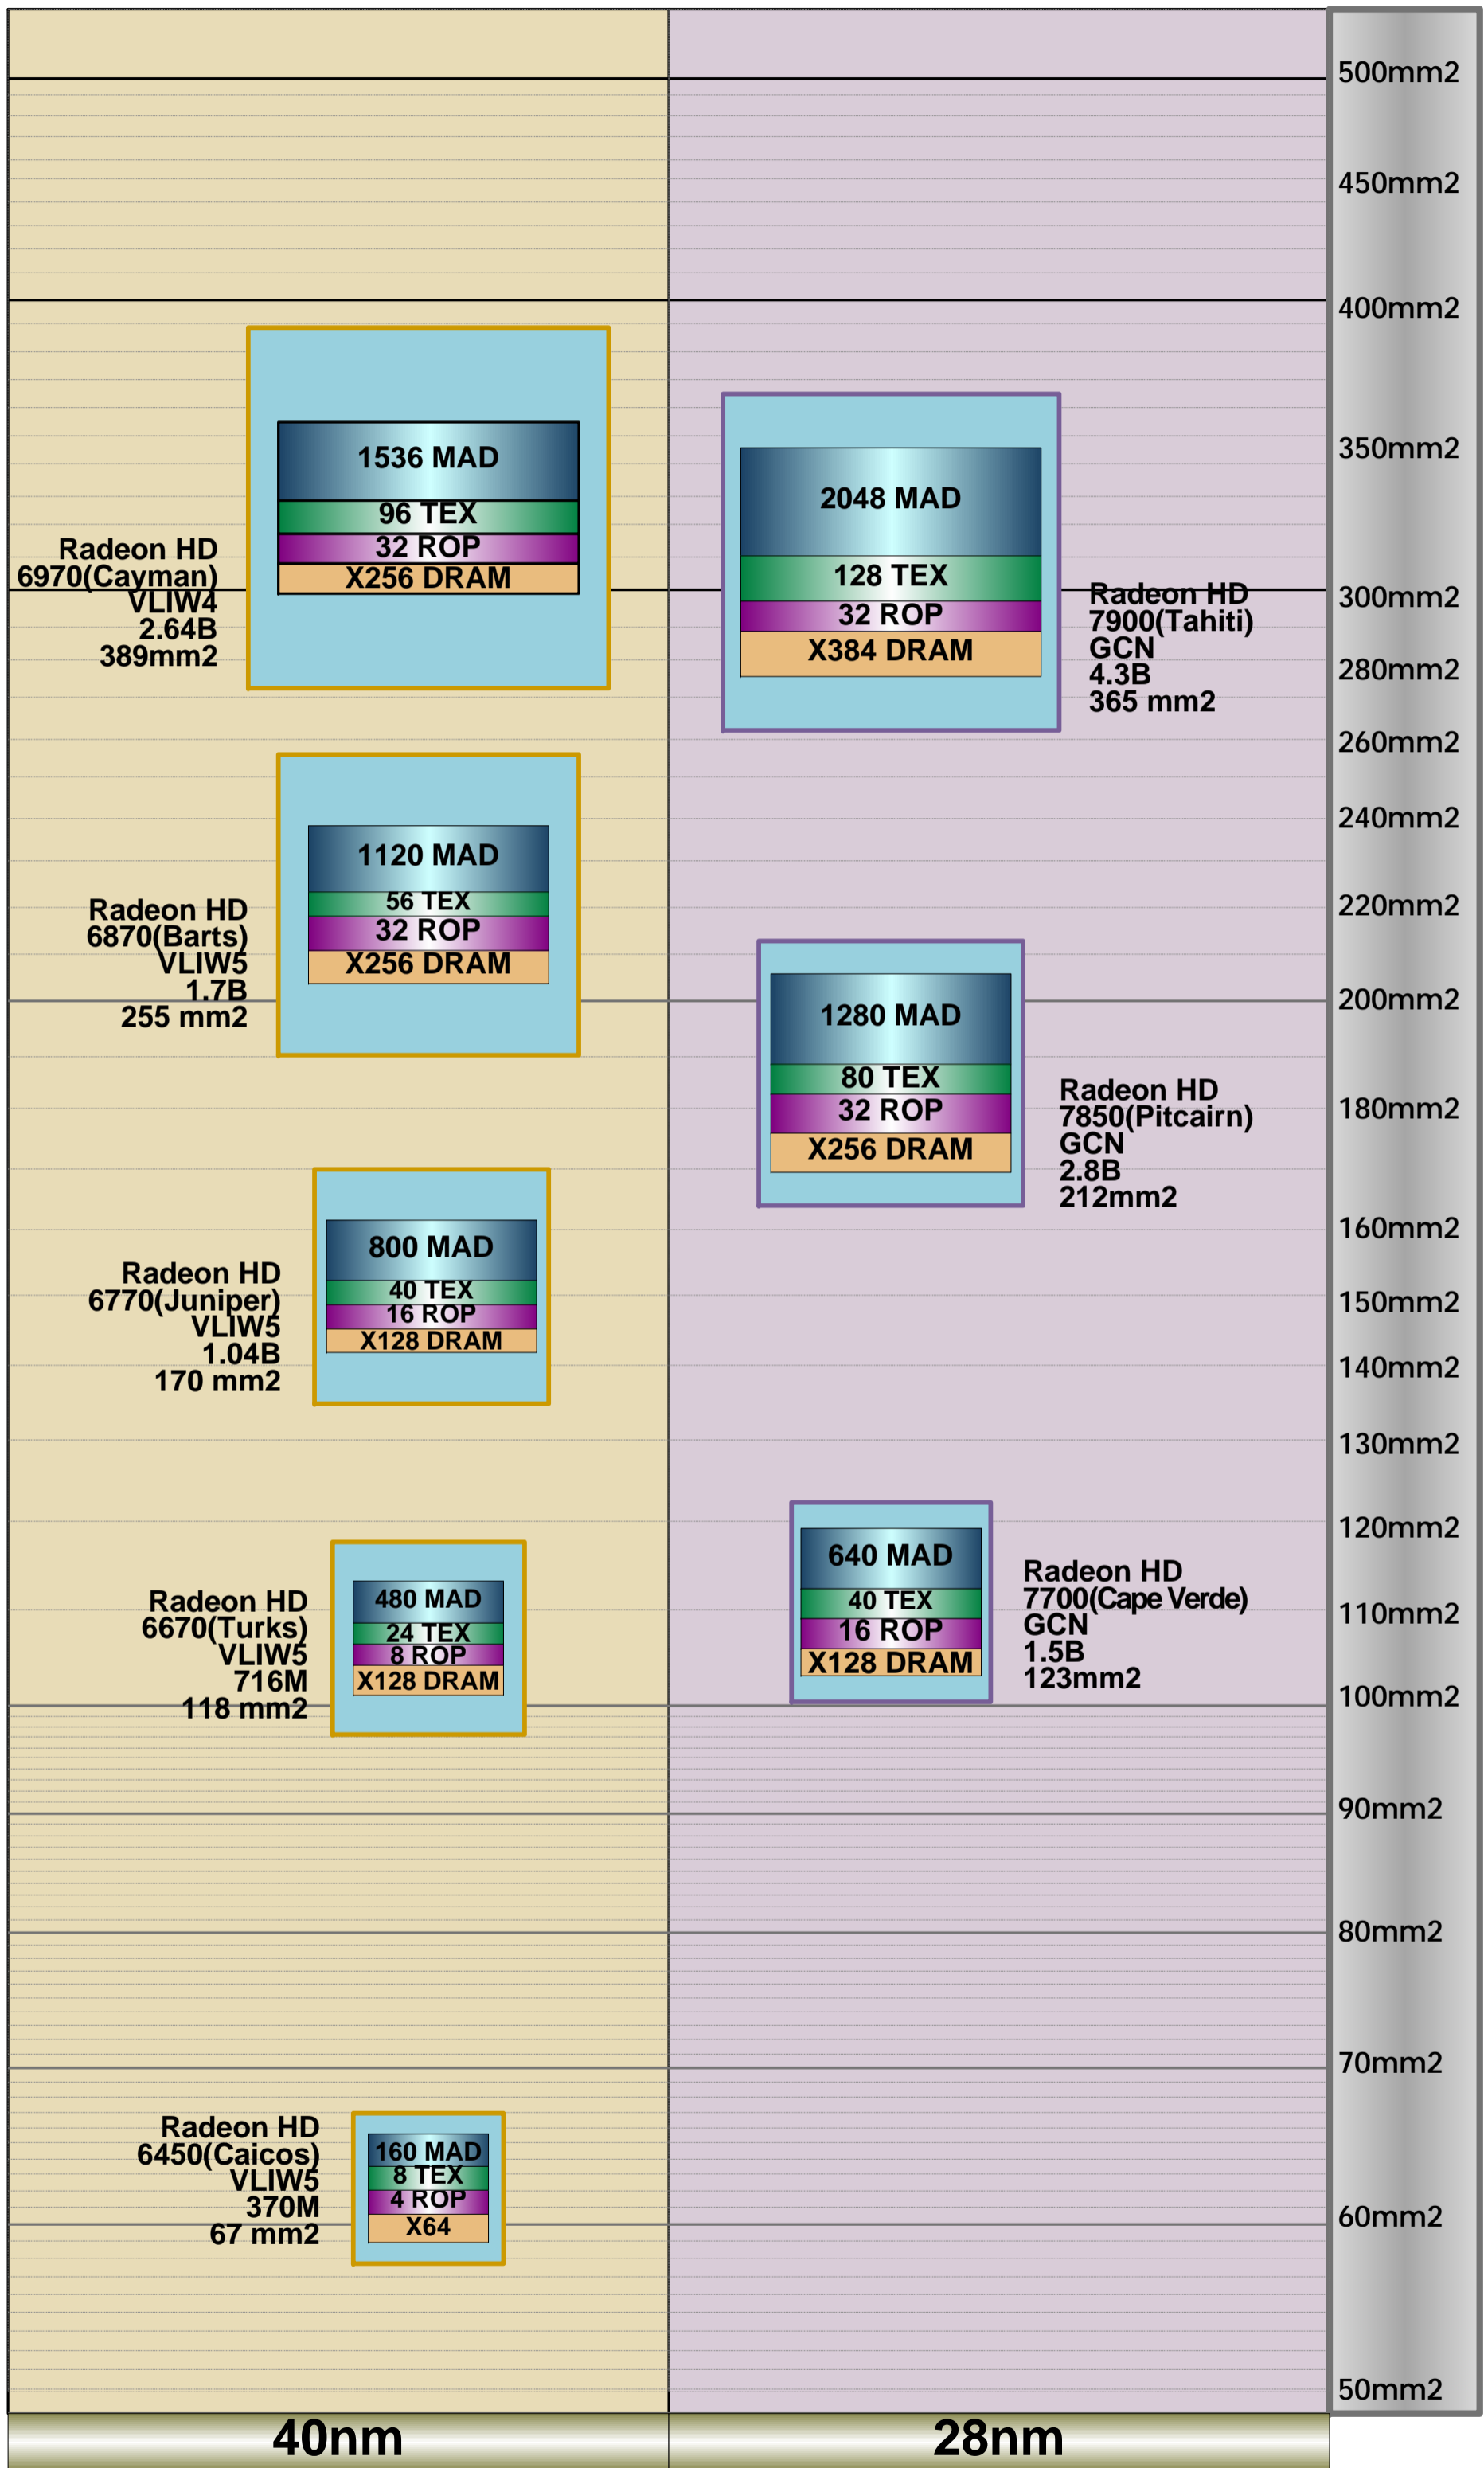 500mm2
450mm2
400mm2
350mm2
300mm2
280mm2
260mm2
240mm2
220mm2
200mm2
180mm2
160mm2
150mm2
140mm2
130mm2
120mm2
110mm2
100mm2
90mm2
80mm2
70mm2
60mm2
50mm2
1536 MAD
96 TEX
32 ROP
X256 DRAM
Radeon HD
6970(Cayman)
VLIW4
2.64B
389mm2
1120 MAD
56 TEX
32 ROP
X256 DRAM
Radeon HD
6870(Barts)
VLIW5
1.7B
255 mm2
800 MAD
40 TEX
16 ROP
X128 DRAM
Radeon HD
6770(Juniper)
VLIW5
1.04B
170 mm2
480 MAD
24 TEX
8 ROP
X128 DRAM
Radeon HD
6670(Turks)
VLIW5
716M
118 mm2
160 MAD
8 TEX
4 ROP
X64
Radeon HD
6450(Caicos)
VLIW5
370M
67 mm2
2048 MAD
128 TEX
32 ROP
X384 DRAM
Radeon HD
7900(Tahiti)
GCN
4.3B
365 mm2
1280 MAD
80 TEX
32 ROP
X256 DRAM
Radeon HD
7850(Pitcairn)
GCN
2.8B
212mm2
640 MAD
40 TEX
16 ROP
X128 DRAM
Radeon HD
7700(Cape Verde)
GCN
1.5B
123mm2
40nm
28nm